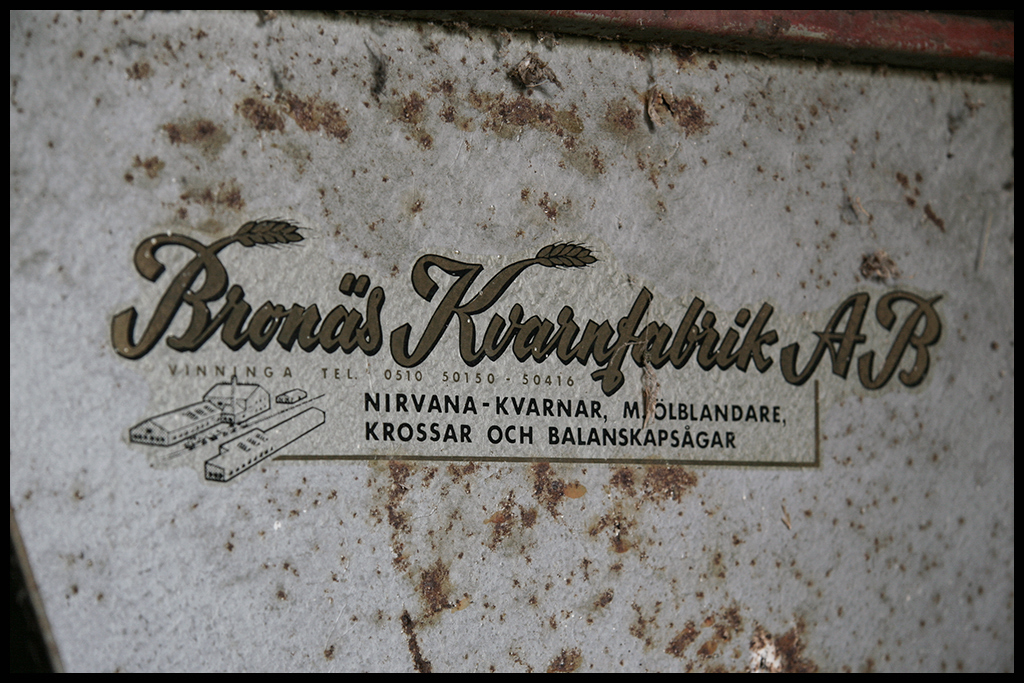 Bronäs Kvarnfabrik AB
VINNINGA TEL. 0510 50150 - 50416
NIRVANA-KVARNAR, MJÖLBLANDARE,
KROSSAR OCH BALANSKAPSÅGAR